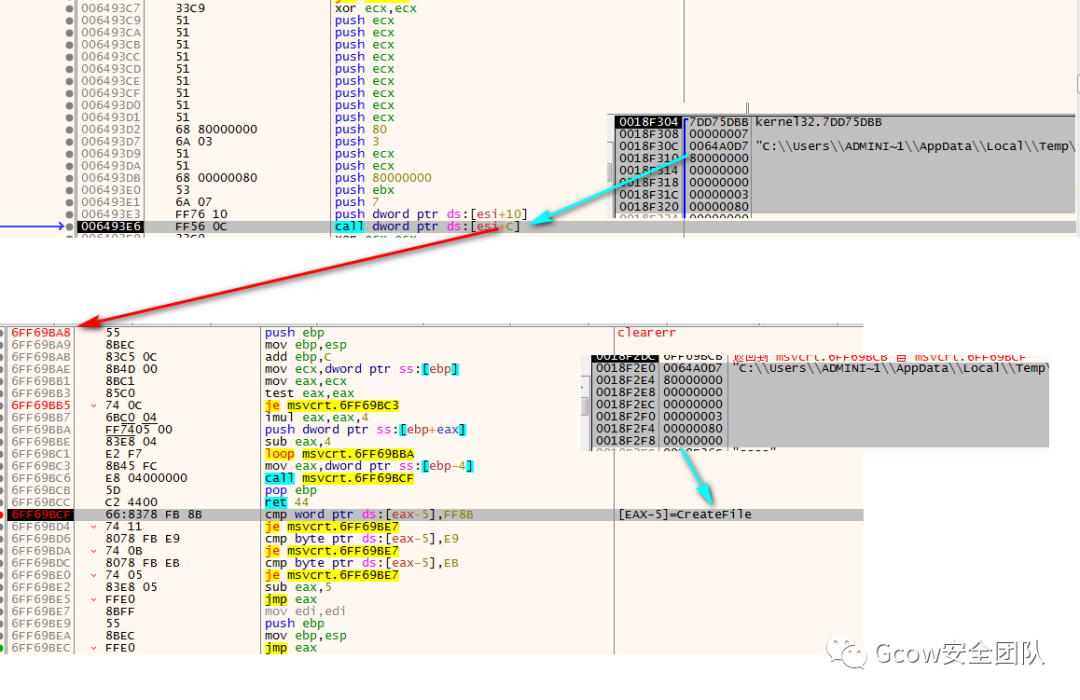 006493C7 33C9 xor ecx,ecx
006493C9 51 push ecx
006493CA 51 push ecx
006493CB 51 push ecx
006493CC 51 push ecx
006493CD 51 push ecx
006493CE 51 push ecx
006493CF 51 push ecx
006493D0 51 push ecx
006493D1 51 push ecx
006493D2 68 80000000 push 80
006493D7 6A 03 push 3
006493D9 51 push ecx
006493DA 51 push ecx
006493DB 68 00000080 push 80000000
006493E0 53 push ebx
006493E1 6A 07 push 7
006493E3 FF76 10 push dword ptr ds:[esi+10]
006493E6 FF56 0C call dword ptr ds:[esi+C]
0018F304 7DD75DBB kernel32.7DD75DBB
0018F308 00000007
0018F30C 0064A0D7 "C:\\Users\\ADMINI~1\\AppData\\Local\\Temp\
0018F310 80000000
0018F314 00000000
0018F318 00000000
0018F31C 00000003
0018F320 00000080
6FF69BA8 55 push ebp clearerr
6FF69BA9 8BEC mov ebp,esp
6FF69BAB 83C5 0C add ebp,C
6FF69BAE 8B4D 00 mov ecx,dword ptr ss:[ebp]
6FF69BB1 8BC1 mov eax,ecx
6FF69BB3 85C0 test eax,eax
6FF69BB5 74 0C je msvcrt.6FF69BC3
6FF69BB7 6BC0 04 imul eax,eax,4
6FF69BBA FF7405 00 push dword ptr ss:[ebp+eax]
6FF69BBE 83E8 04 sub eax,4
6FF69BC1 E2 F7 loop msvcrt.6FF69BBA
6FF69BC3 8B45 FC mov eax,dword ptr ss:[ebp-4]
6FF69BC6 E8 04000000 call msvcrt.6FF69BCF
6FF69BCB 5D pop ebp
6FF69BCC C2 4400 ret 44
6FF69BCF 66:8378 FB 8B cmp word ptr ds:[eax-5],FF8B [EAX-5]=CreateFile
6FF69BD4 74 11 je msvcrt.6FF69BE7
6FF69BD6 8078 FB E9 cmp byte ptr ds:[eax-5],E9
6FF69BDA 74 0B je msvcrt.6FF69BE7
6FF69BDC 8078 FB EB cmp byte ptr ds:[eax-5],EB
6FF69BE0 74 05 je msvcrt.6FF69BE7
6FF69BE2 83E8 05 sub eax,5
6FF69BE5 FFE0 jmp eax
6FF69BE7 8BFF mov edi,edi
6FF69BE9 55 push ebp
6FF69BEA 8BEC mov ebp,esp
6FF69BEC FFE0 jmp eax
0018F2DC 6FF69BCB 返回到 msvcrt.6FF69BCB 自 msvcrt.6FF69BCF
0018F2E0 0064A0D7 "C:\\Users\\ADMINI~1\\AppData\\Local\\Temp\
0018F2E4 80000000
0018F2E8 00000000
0018F2EC 00000000
0018F2F0 00000003
0018F2F4 00000080
0018F2F8 00000000
Gcow安全团队